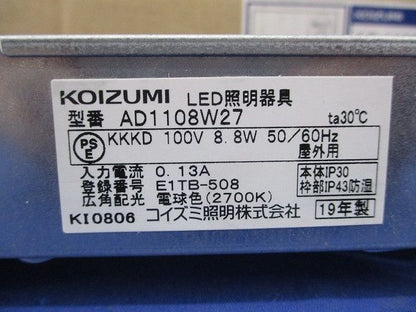 KOIZUMI
KOIZUMI LED照明器具
型番 AD1108W27 ta30℃
PS E KKKD 100V 8.8W 50/60Hz
屋外用
入力電流 0.13A 本体IP30
登録番号 E1TB-508 枠部IP43防湿
広角配光 電球色(2700K)
KI0806 コイズミ照明株式会社 19年製